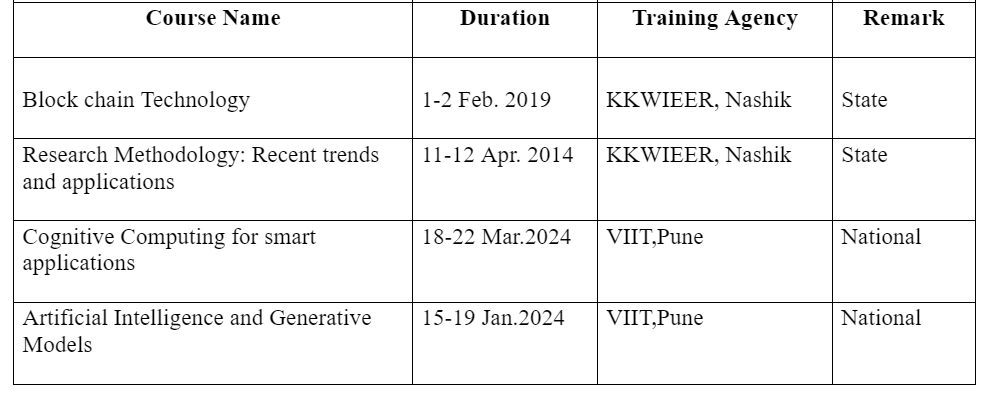 Course Name Duration Training Agency Remark
Block chain Technology 1-2 Feb. 2019 KKWIEER, Nashik State
Research Methodology: Recent trends 11-12 Apr. 2014 KKWIEER, Nashik State
and applications
Cognitive Computing for smart 18-22 Mar.2024 VIIT,Pune National
applications
Artificial Intelligence and Generative 15-19 Jan.2024 VIIT,Pune National
Models